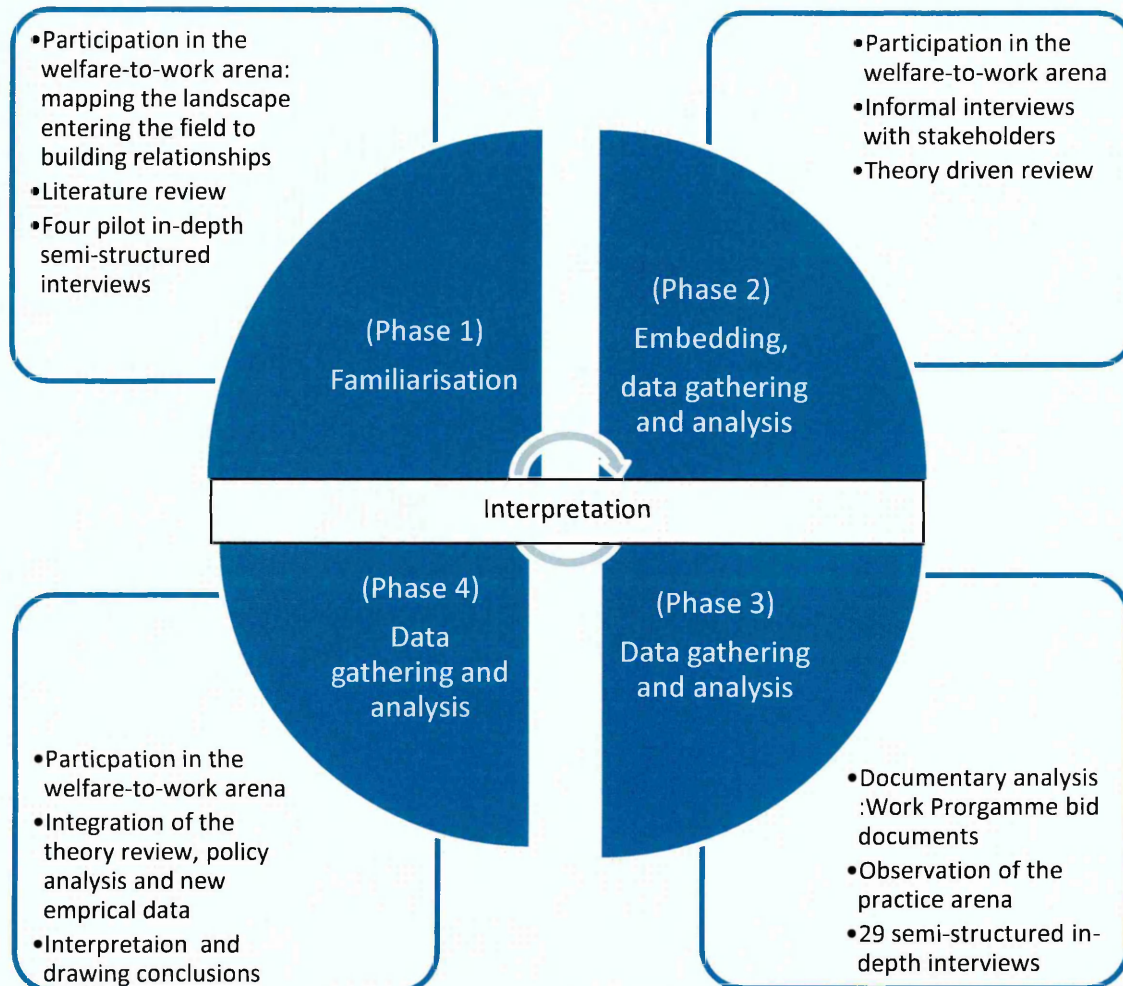 •Participation in the
welfare-to-work arena:
mapping the landscape
entering the field to
building relationships
•Literature review
•Four pilot in-depth
semi-structured
interviews
•Participation in the
welfare-to-work arena
•Informal interviews
with stakeholders
•Theory driven review
(Phase 1)
Familiarisation
(Phase 2)
Embedding,
data gathering
and analysis
Interpretation
(Phase 4)
Data
gathering and
analysis
(Phase 3)
Data gathering
and analysis
•Particpation in the
welfare-to-work arena
•Integration of the
theory review, policy
analysis and new
emprical data
•Interpretaion and
drawing conclusions
•Documentary analysis
:Work Prorgamme bid
documents
•Observation of the
practice arena
•29 semi-structured in-
depth interviews